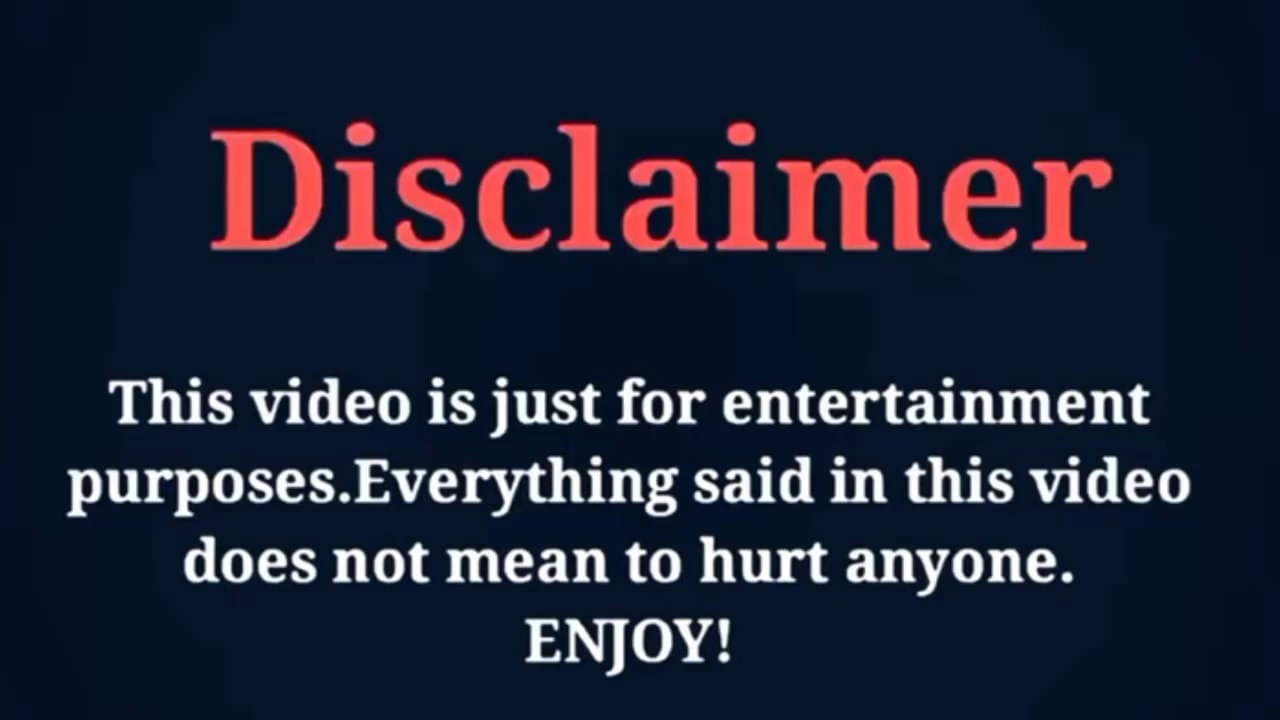 Disclaimer
This video is just for entertainment
purposes.Everything said in this video
does not mean to hurt anyone.
ENJOY!